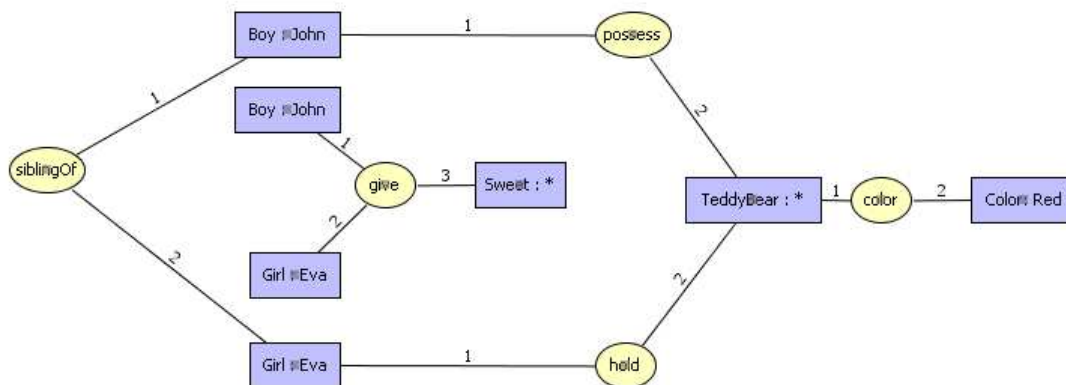 Boy : John
1
possess
1
2
Boy : John
siblingOf
1
give
3
Sweet : *
TeddyBear : *
1
color
2
Color: Red
2
2
Girl : Eva
2
Girl : Eva
1
hold